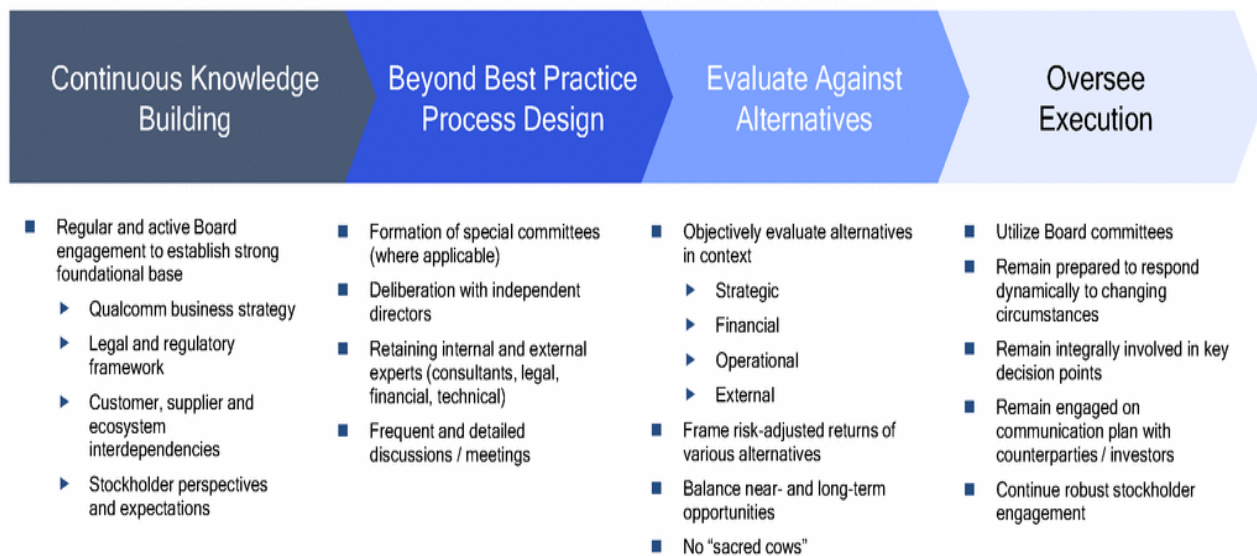 Continuous Knowledge
Building
Beyond Best Practice
Process Design
Evaluate Against
Alternatives
Oversee
Execution
Regular and active Board
engagement to establish strong
foundational base
Qualcomm business strategy
Legal and regulatory
framework
Customer, supplier and
ecosystem
interdependencies
Stockholder perspectives
and expectations
Formation of special committees
(where applicable)
Deliberation with independent
directors
Retaining internal and external
experts (consultants, legal,
financial, technical)
Frequent and detailed
discussions / meetings
Objectively evaluate alternatives
in context
Strategic
Financial
Operational
External
Frame risk-adjusted returns of
various alternatives
Balance near- and long-term
opportunities
No “sacred cows”
Utilize Board committees
Remain prepared to respond
dynamically to changing
circumstances
Remain integrally involved in key
decision points
Remain engaged on
communication plan with
counterparties / investors
Continue robust stockholder
engagement